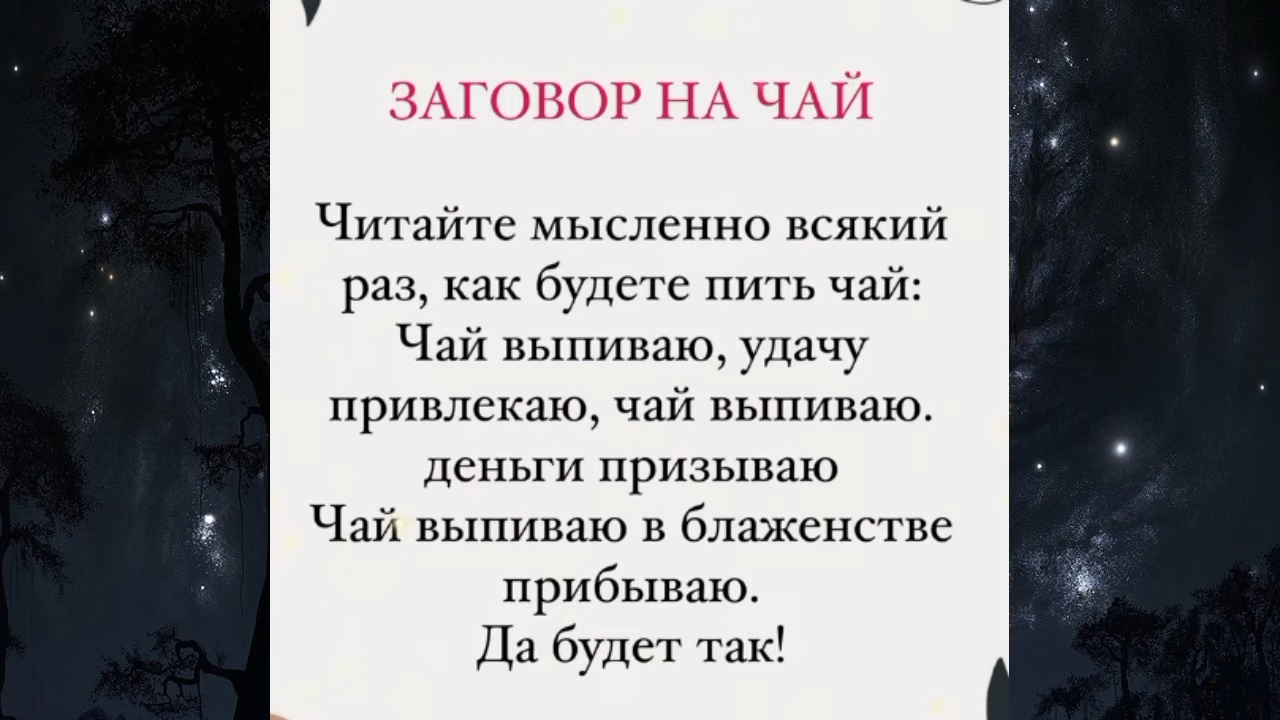 ЗАГОВОР НА ЧАЙ
Читайте мысленно всякий
раз, как будете пить чай:
Чай выпиваю, удачу
привлекаю, чай выпиваю.
деньги призываю
Чай выпиваю в блаженстве
прибываю.
Да будет так!